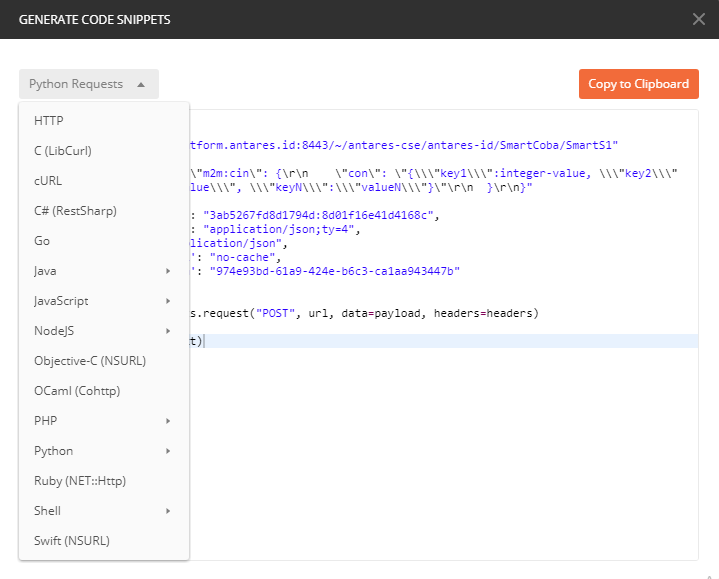 GENERATE CODE SNIPPETS
Python Requests
Copy to Clipboard
HTTP
C (LibCurl)
cURL
C# (RestSharp)
Go
Java
JavaScript
NodeJS
Objective-C (NSURL)
OCaml (Cohttp)
PHP
Python
Ruby (NET::Http)
Shell
Swift (NSURL)
tform.antares.id:8443/~/antares-cse/antares-id/SmartCoba/SmartS1"
\"m2m:cin\": {\r\n    \"con\": \"{\\\"key1\\\":integer-value, \\\"key2\\\"
lue\\\", \\\"keyN\\\":\\\"valueN\\\"}\"\r\n  }\r\n}"
: "3ab5267fd8d1794d:8d01f16e41d4168c",
: "application/json;ty=4",
lication/json",
': "no-cache",
': "974e93bd-61a9-424e-b6c3-ca1aa943447b"
s.request("POST", url, data=payload, headers=headers)
t)